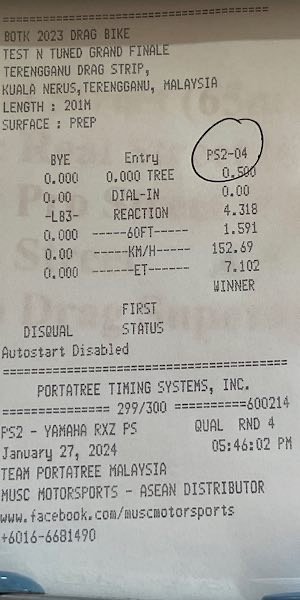 =================================
BOTK 2023 DRAG BIKE
TEST N TUNED GRAND FINALE
TERENGGANU DRAG STRIP,
KUALA NERUS,TERENGGANU, MALAYSIA
LENGTH : 201M
SURFACE : PREP
BYE Entry PS2-04
0.000 0.000 TREE 0.500
0.00 DIAL-IN 0.00
-LB3- REACTION 4.318
0.000 ------60FT----- 1.591
0.00 ------KM/H----- 152.69
0.000 -------ET------ 7.102
WINNER
FIRST
DISQUAL STATUS
Autostart Disabled
=================================
PORTATREE TIMING SYSTEMS, INC.
=============== 299/300 ==========600214
PS2 - YAMAHA RXZ PS QUAL RND 4
January 27, 2024 05:46:02 PM
TEAM PORTATREE MALAYSIA
MUSC MOTORSPORTS - ASEAN DISTRIBUTOR
www.facebook.com/muscmotorsports
+6016-6681490